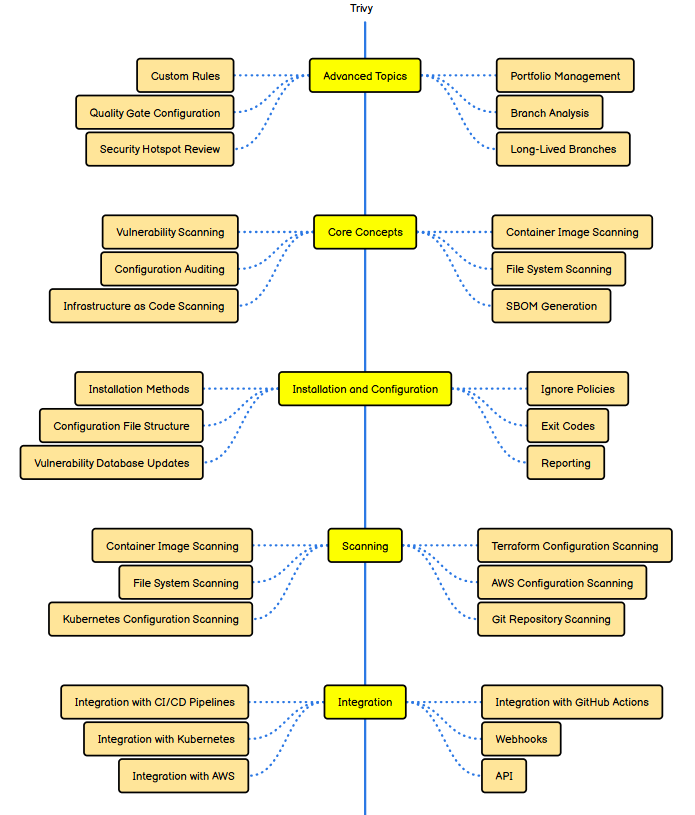 Trivy
Advanced Topics
Custom Rules
Quality Gate Configuration
Security Hotspot Review
Portfolio Management
Branch Analysis
Long-Lived Branches
Core Concepts
Vulnerability Scanning
Configuration Auditing
Infrastructure as Code Scanning
Container Image Scanning
File System Scanning
SBOM Generation
Installation and Configuration
Installation Methods
Configuration File Structure
Vulnerability Database Updates
Ignore Policies
Exit Codes
Reporting
Scanning
Container Image Scanning
File System Scanning
Kubernetes Configuration Scanning
Terraform Configuration Scanning
AWS Configuration Scanning
Git Repository Scanning
Integration
Integration with CI/CD Pipelines
Integration with Kubernetes
Integration with AWS
Integration with GitHub Actions
Webhooks
API